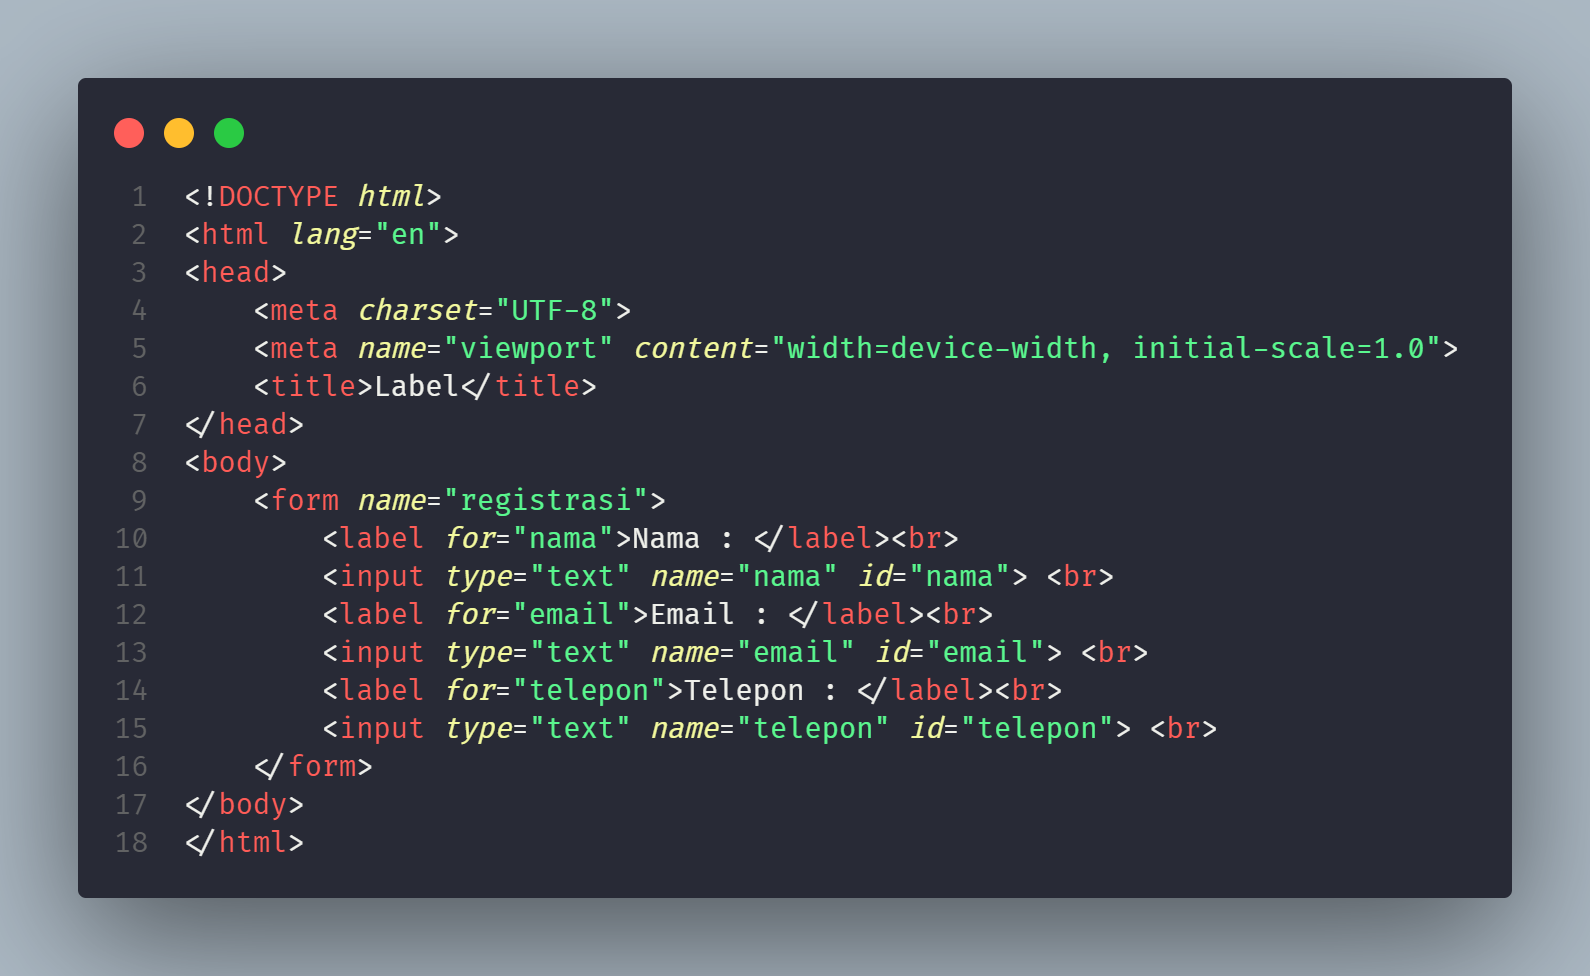 1 <!DOCTYPE html>
2 <html lang="en">
3 <head>
4     <meta charset="UTF-8">
5     <meta name="viewport" content="width=device-width, initial-scale=1.0">
6     <title>Label</title>
7 </head>
8 <body>
9     <form name="registrasi">
10         <label for="nama">Nama : </label><br>
11         <input type="text" name="nama" id="nama"> <br>
12         <label for="email">Email : </label><br>
13         <input type="text" name="email" id="email"> <br>
14         <label for="telepon">Telepon : </label><br>
15         <input type="text" name="telepon" id="telepon"> <br>
16     </form>
17 </body>
18 </html>